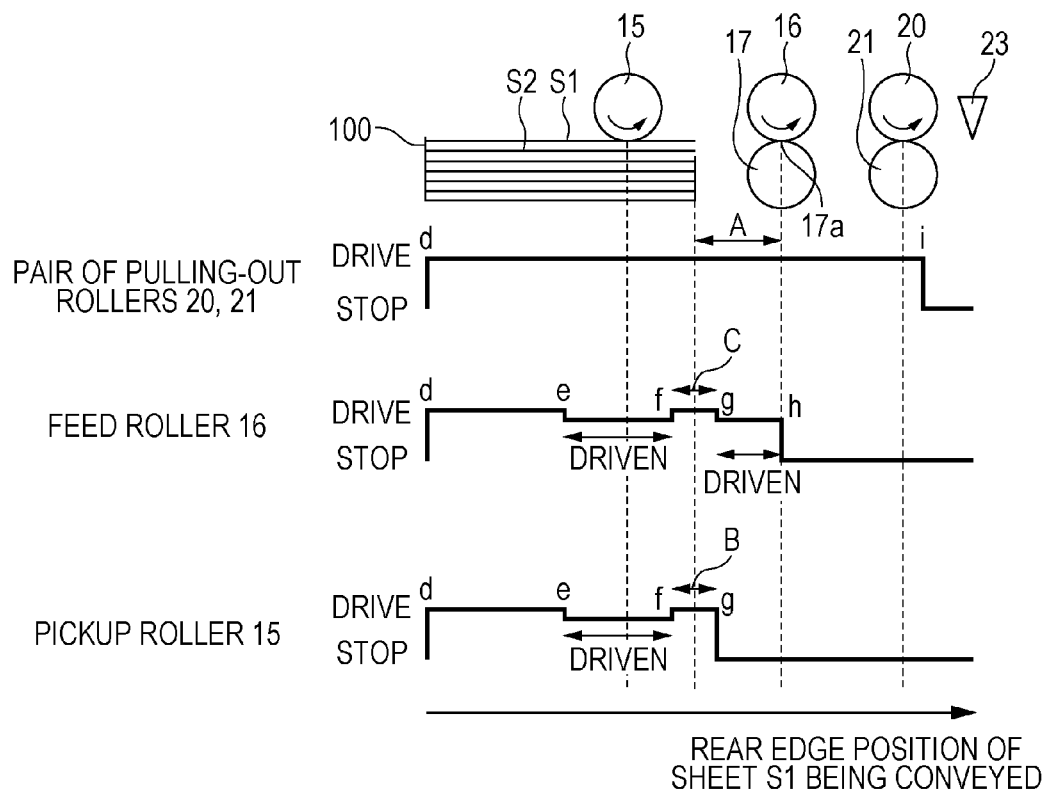 15
17
16
21
20
23
S2
S1
100
17a
A
d
i
PAIR OF PULLING-OUT
ROLLERS 20, 21
DRIVE
STOP
C
d
e
f
g
h
FEED ROLLER 16
DRIVE
STOP
DRIVEN
DRIVEN
B
d
e
f
g
PICKUP ROLLER 15
DRIVE
STOP
DRIVEN
REAR EDGE POSITION OF
SHEET S1 BEING CONVEYED